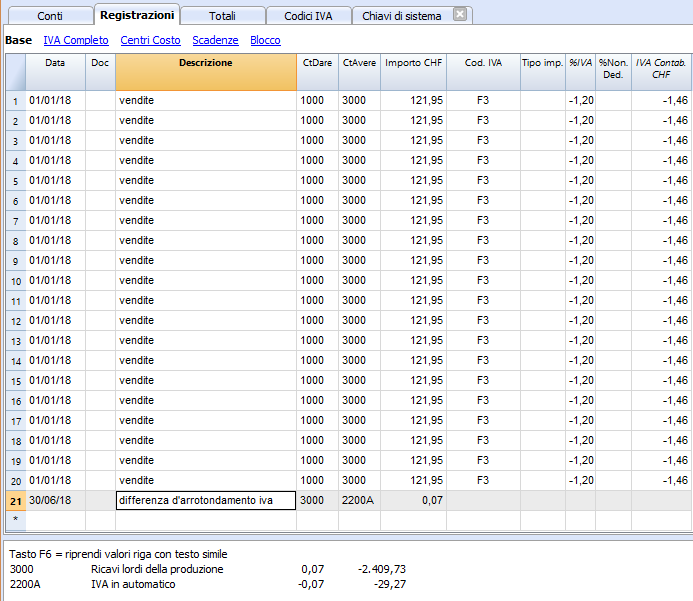 Conti Registrazioni Totali Codici IVA Chiavi di sistema
Base IVA Completo Centri Costo Scadenze Blocco
Data Doc Descrizione CtDare CtAvere Importo CHF Cod. IVA Tipo imp. %IVA %Non. Ded. IVA Contab. CHF
1 01/01/18 vendite 1000 3000 121,95 F3 -1,20 -1,46
2 01/01/18 vendite 1000 3000 121,95 F3 -1,20 -1,46
3 01/01/18 vendite 1000 3000 121,95 F3 -1,20 -1,46
4 01/01/18 vendite 1000 3000 121,95 F3 -1,20 -1,46
5 01/01/18 vendite 1000 3000 121,95 F3 -1,20 -1,46
6 01/01/18 vendite 1000 3000 121,95 F3 -1,20 -1,46
7 01/01/18 vendite 1000 3000 121,95 F3 -1,20 -1,46
8 01/01/18 vendite 1000 3000 121,95 F3 -1,20 -1,46
9 01/01/18 vendite 1000 3000 121,95 F3 -1,20 -1,46
10 01/01/18 vendite 1000 3000 121,95 F3 -1,20 -1,46
11 01/01/18 vendite 1000 3000 121,95 F3 -1,20 -1,46
12 01/01/18 vendite 1000 3000 121,95 F3 -1,20 -1,46
13 01/01/18 vendite 1000 3000 121,95 F3 -1,20 -1,46
14 01/01/18 vendite 1000 3000 121,95 F3 -1,20 -1,46
15 01/01/18 vendite 1000 3000 121,95 F3 -1,20 -1,46
16 01/01/18 vendite 1000 3000 121,95 F3 -1,20 -1,46
17 01/01/18 vendite 1000 3000 121,95 F3 -1,20 -1,46
18 01/01/18 vendite 1000 3000 121,95 F3 -1,20 -1,46
19 01/01/18 vendite 1000 3000 121,95 F3 -1,20 -1,46
20 01/01/18 vendite 1000 3000 121,95 F3 -1,20 -1,46
21 30/06/18 differenza d'arrotondamento iva 3000 2200A 0,07
*
Tasto F6 = riprendi valori riga con testo simile
3000 Ricavi lordi della produzione 0,07 -2.409,73
2200A IVA in automatico -0,07 -29,27